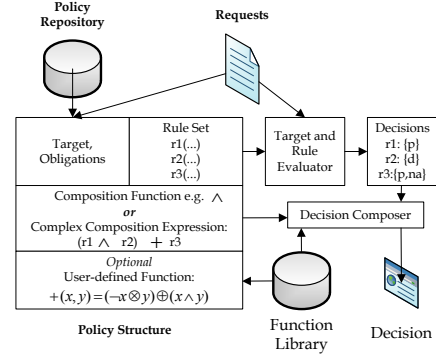 Policy
Repository
Requests
Target,
Obligations
Rule Set
r1(...)
r2(...)
r3(...)
Target and
Rule
Evaluator
Decisions
r1: {p}
r2: {d}
r3:{p,na}
Composition Function e.g. ∧
or
Complex Composition Expression:
(r1 ∧ r2) + r3
Decision Composer
Optional
User-defined Function:
+(x, y)=(¬x⊗y)⊕(x∧y)
Policy Structure
Function
Library
Decision